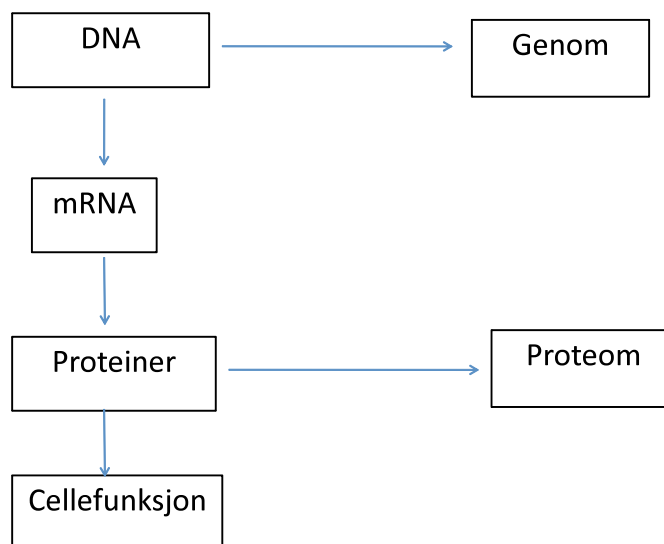 DNA
Genom
mRNA
Proteiner
Proteom
Cellefunksjon